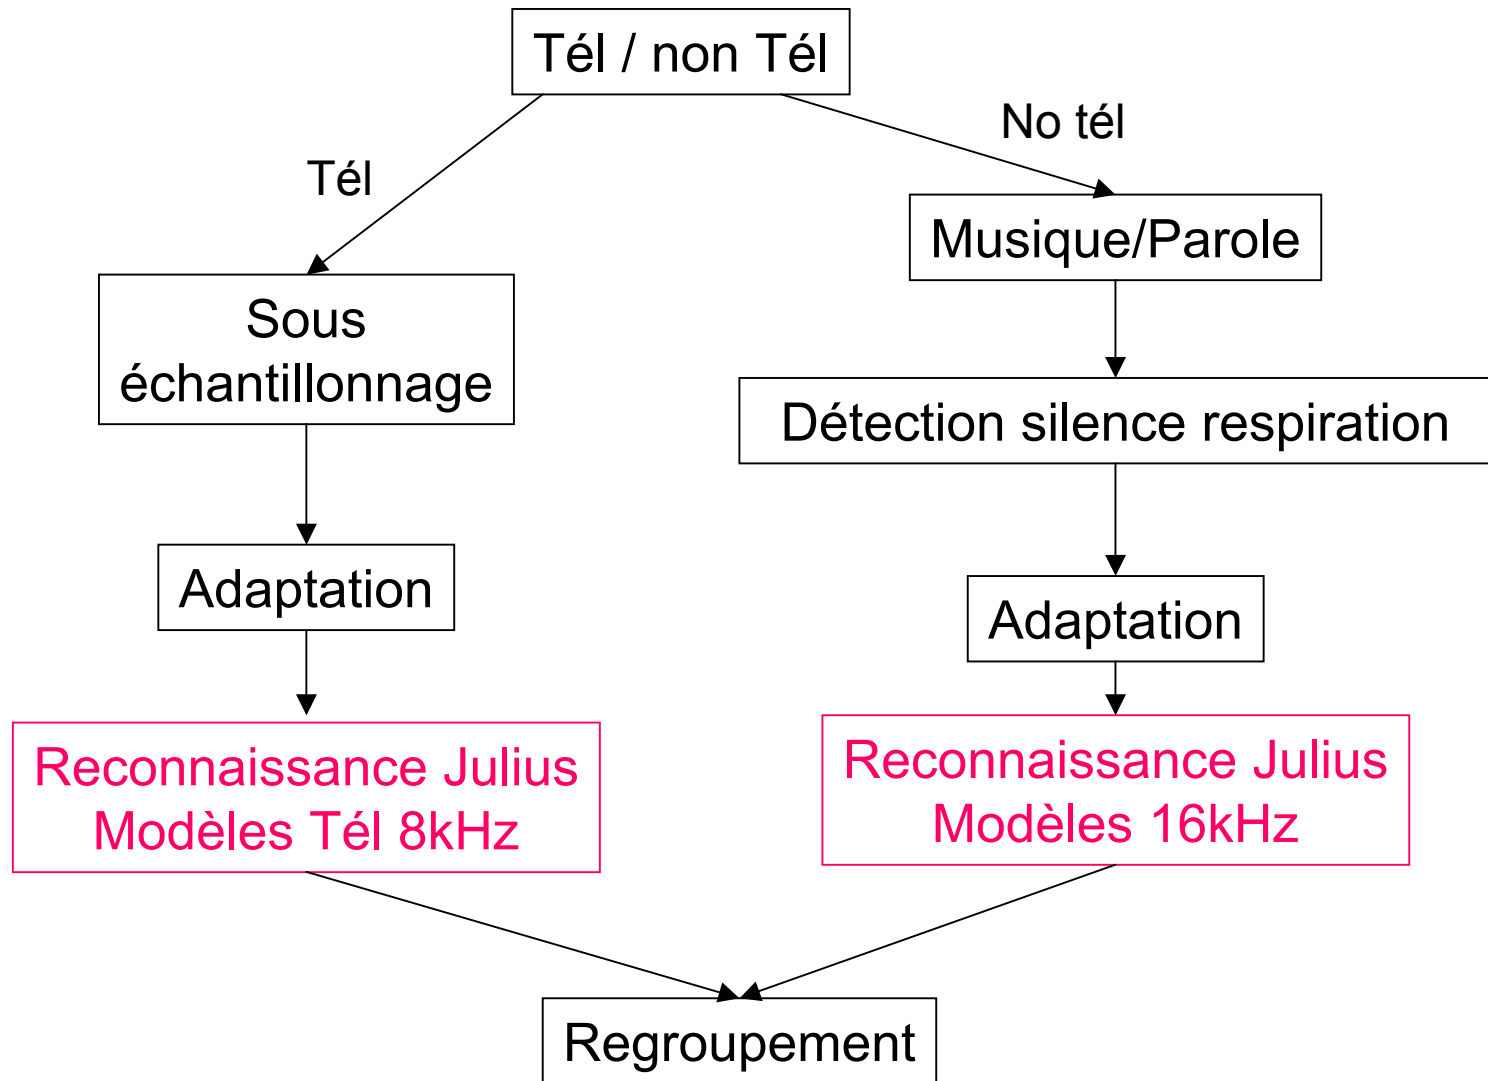 Tél / non Tél
No tél
Tél
Musique/Parole
Sous
échantillonnage
Détection silence respiration
Adaptation
Adaptation
Reconnaissance Julius
Modèles Tél 8kHz
Reconnaissance Julius
Modèles 16kHz
Regroupement